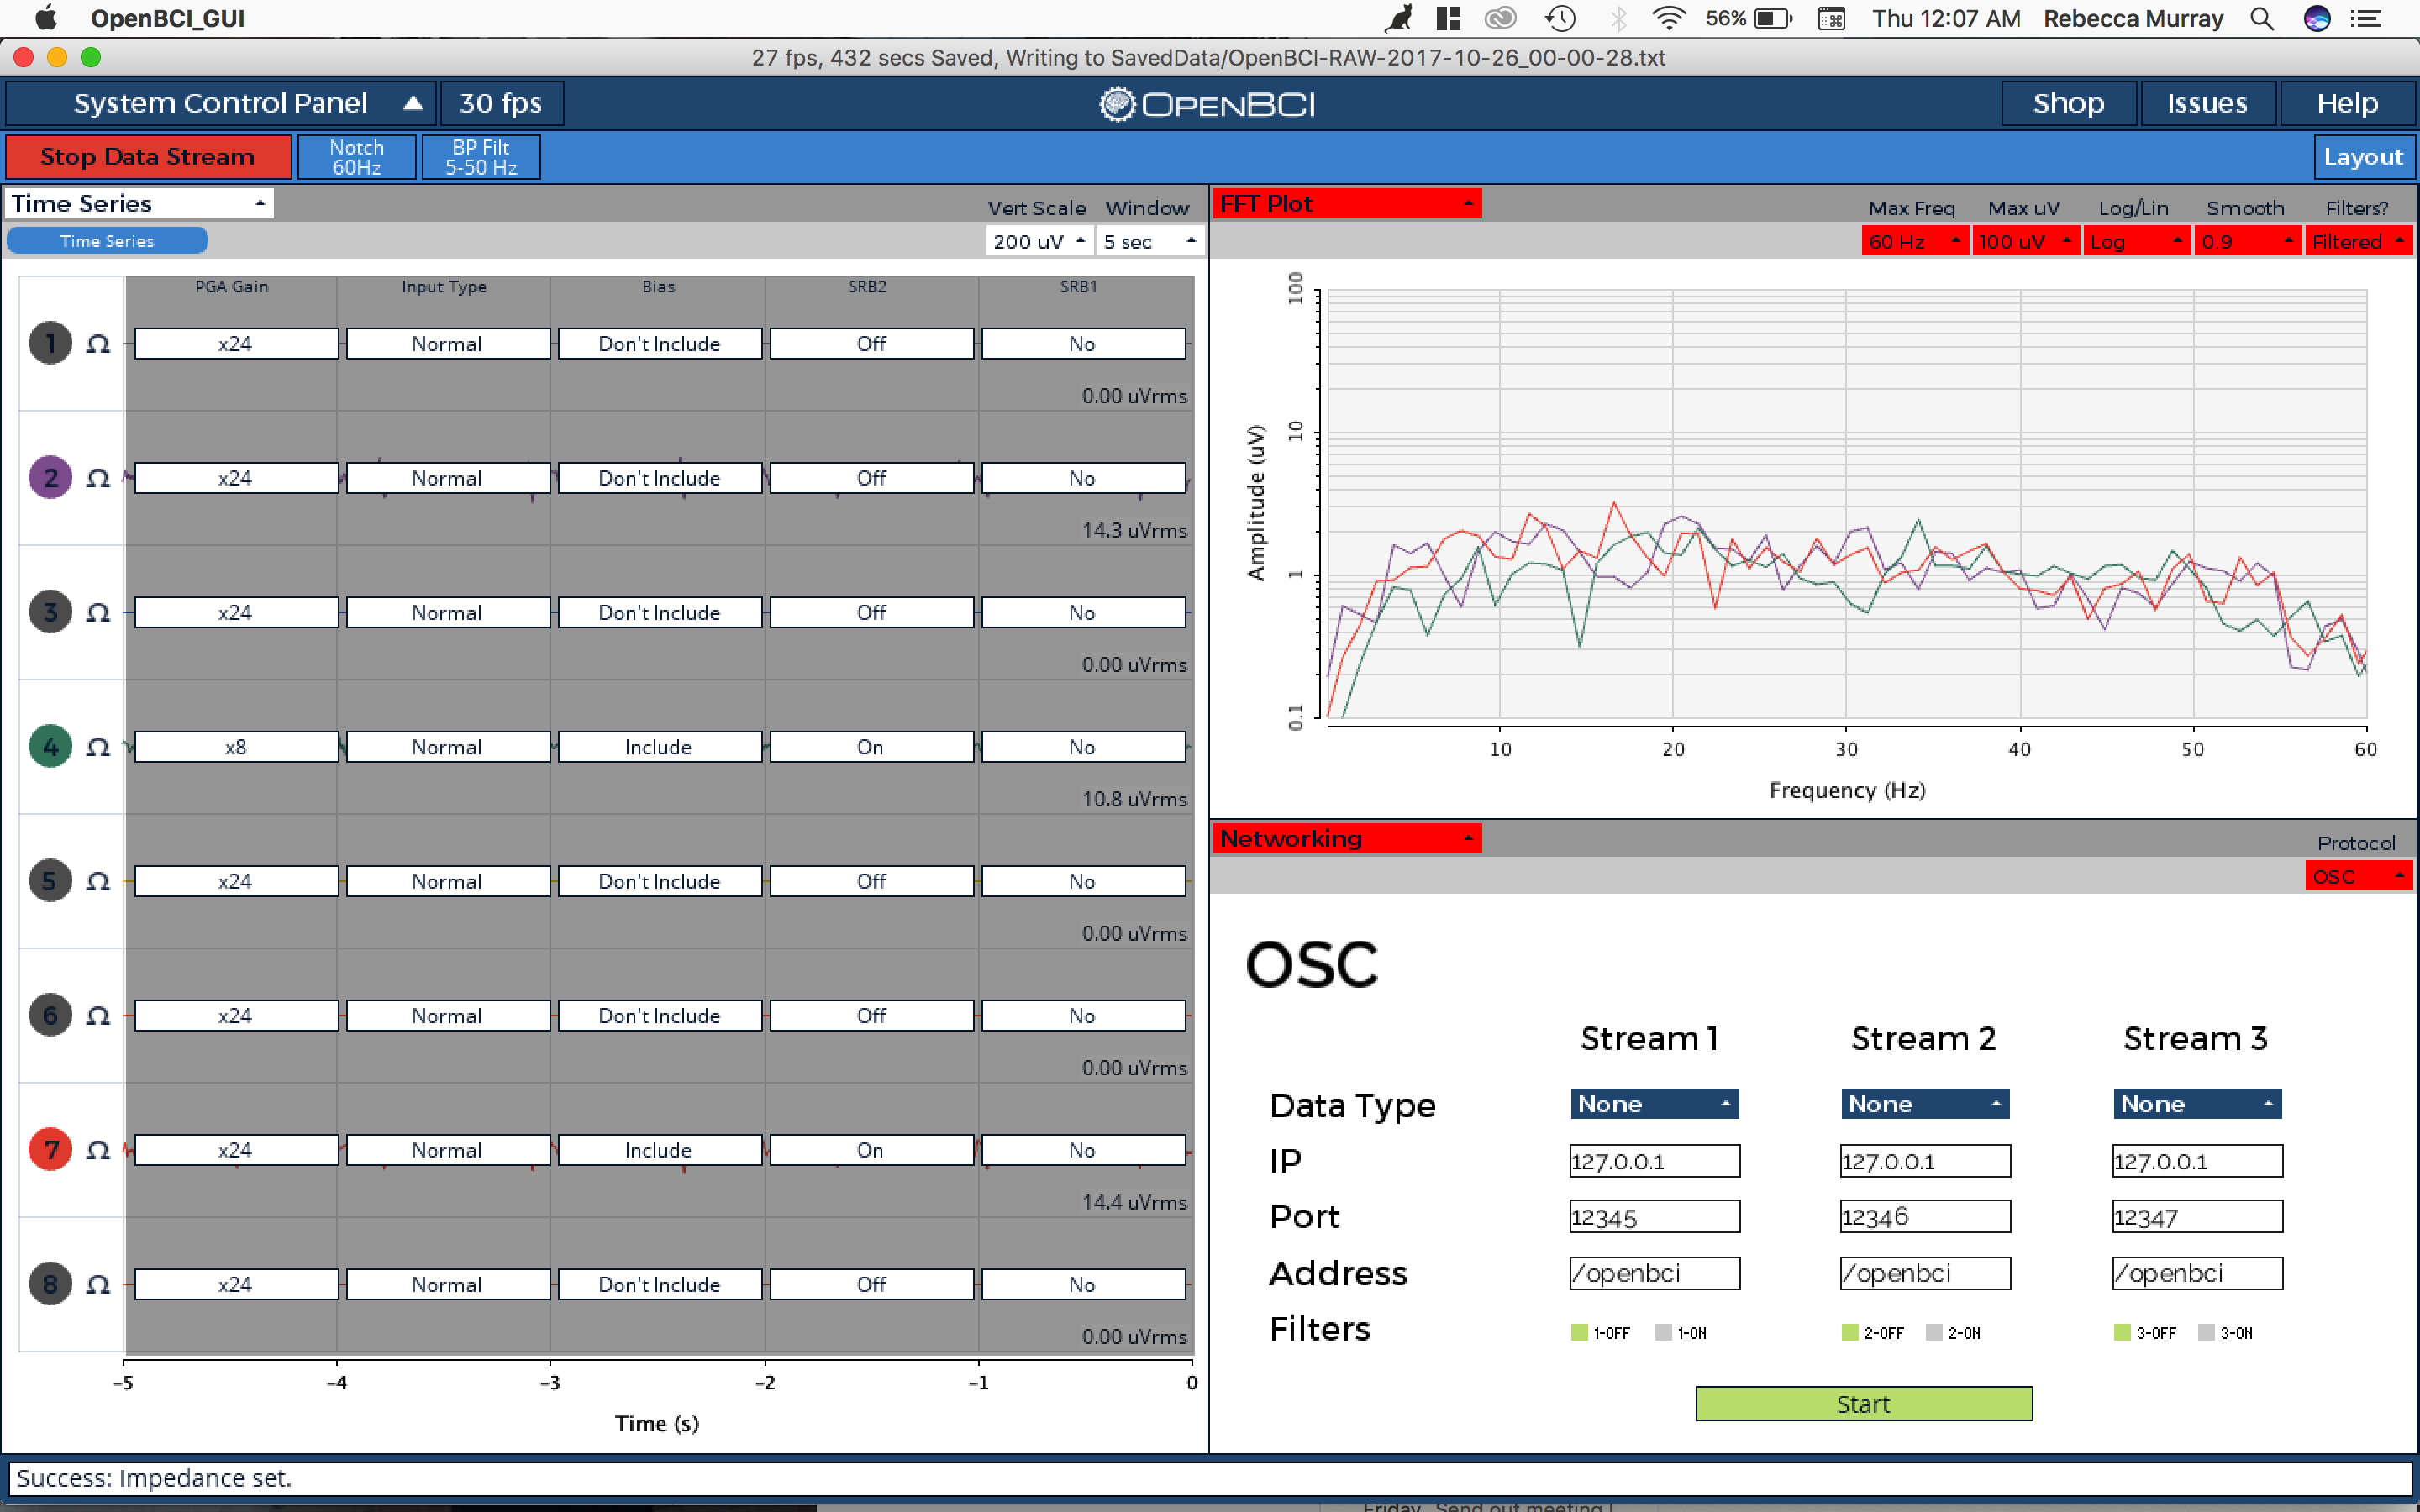 OpenBCI_GUI
56% Thu 12:07 AM Rebecca Murray
27 fps, 432 secs Saved, Writing to SavedData/OpenBCI-RAW-2017-10-26_00-00-28.txt
System Control Panel 30 fps OPENBCI Shop Issues Help
Stop Data Stream Notch 60Hz BP Filt 5-50 Hz Layout
Time Series Vert Scale Window
Time Series 200 uV 5 sec
PGA Gain Input Type Bias SRB2 SRB1
1 Ω x24 Normal Don't Include Off No
0.00 uVrms
2 Ω x24 Normal Don't Include Off No
14.3 uVrms
3 Ω x24 Normal Don't Include Off No
0.00 uVrms
4 Ω x8 Normal Include On No
10.8 uVrms
5 Ω x24 Normal Don't Include Off No
0.00 uVrms
6 Ω x24 Normal Don't Include Off No
0.00 uVrms
7 Ω x24 Normal Include On No
14.4 uVrms
8 Ω x24 Normal Don't Include Off No
0.00 uVrms
-5 -4 -3 -2 -1 0
Time (s)
FFT Plot Max Freq Max uV Log/Lin Smooth Filters?
60 Hz 100 uV Log 0.9 Filtered
100
10
1
0.1
Amplitude (uV)
10 20 30 40 50 60
Frequency (Hz)
Networking Protocol
OSC
OSC
Stream 1 Stream 2 Stream 3
Data Type None None None
IP 127.0.0.1 127.0.0.1 127.0.0.1
Port 12345 12346 12347
Address /openbci /openbci /openbci
Filters 1-OFF 1-ON 2-OFF 2-ON 3-OFF 3-ON
Start
Success: Impedance set.
Friday Send out meeting